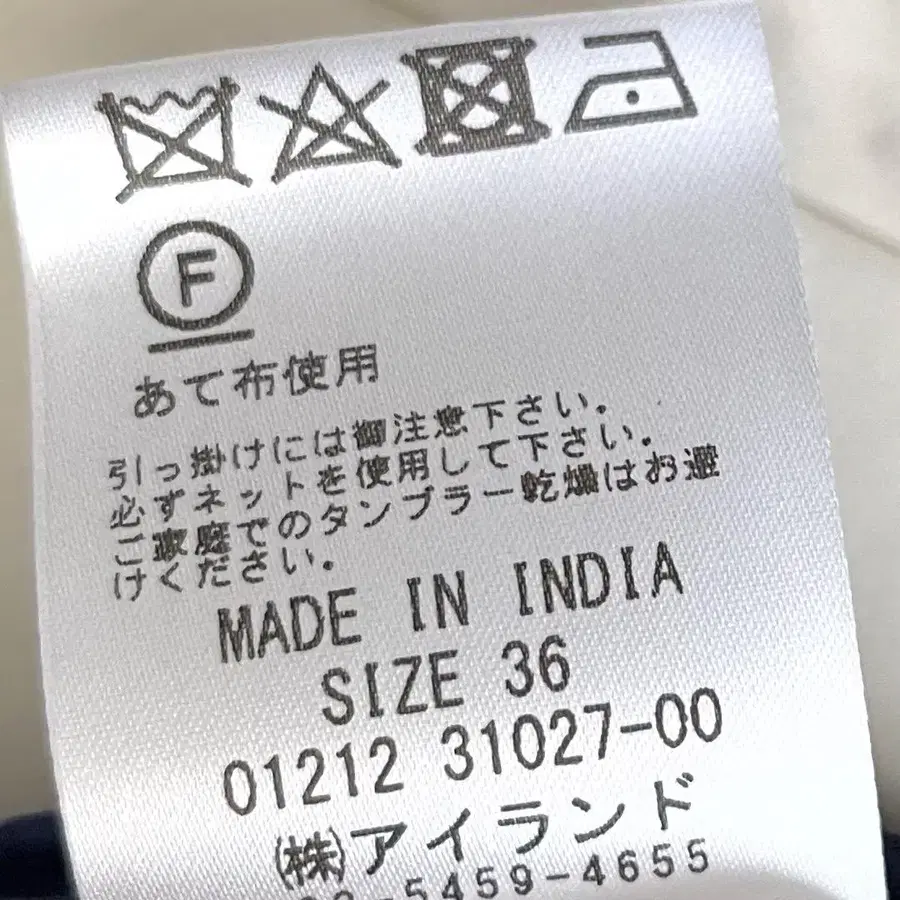 F
あて布使用
引っ掛けには御注意下さい.
必ずネットを使用して下さい.
ご家庭でのタンブラー乾燥はお避
けください.
MADE IN INDIA
SIZE 36
01212 31027-00
(株)アイランド
-5459-4655